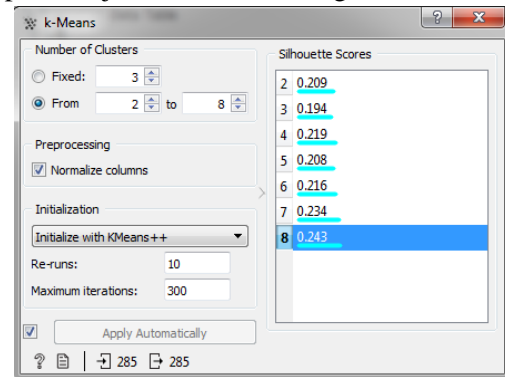 k-Means
Number of Clusters
Fixed: 3
From 2 to 8
Preprocessing
Normalize columns
Initialization
Initialize with KMeans++
Re-runs: 10
Maximum iterations: 300
Apply Automatically
? 285 285
Silhouette Scores
2 0.209
3 0.194
4 0.219
5 0.208
6 0.216
7 0.234
8 0.243